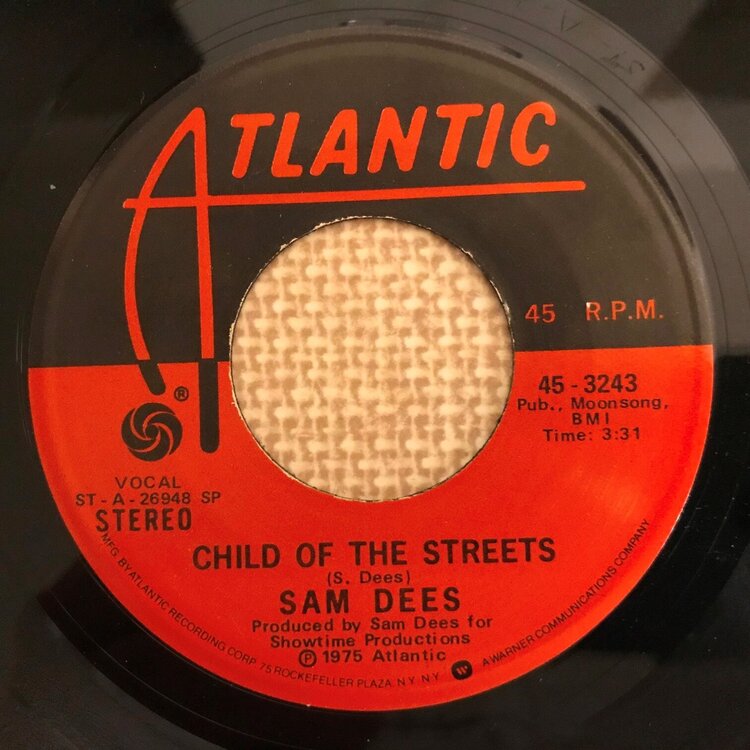 ATLANTIC
45 R.P.M.
45-3243
Pub., Moonsong,
BMI
Time: 3:31
®
VOCAL
ST-A-26948 SP
STEREO
CHILD OF THE STREETS
(S. Dees)
SAM DEES
Produced by Sam Dees for
Showtime Productions
℗ 1975 Atlantic
MFG. BY ATLANTIC RECORDING CORP. 75 ROCKEFELLER PLAZA, N.Y. N.Y. W A WARNER COMMUNICATIONS COMPANY